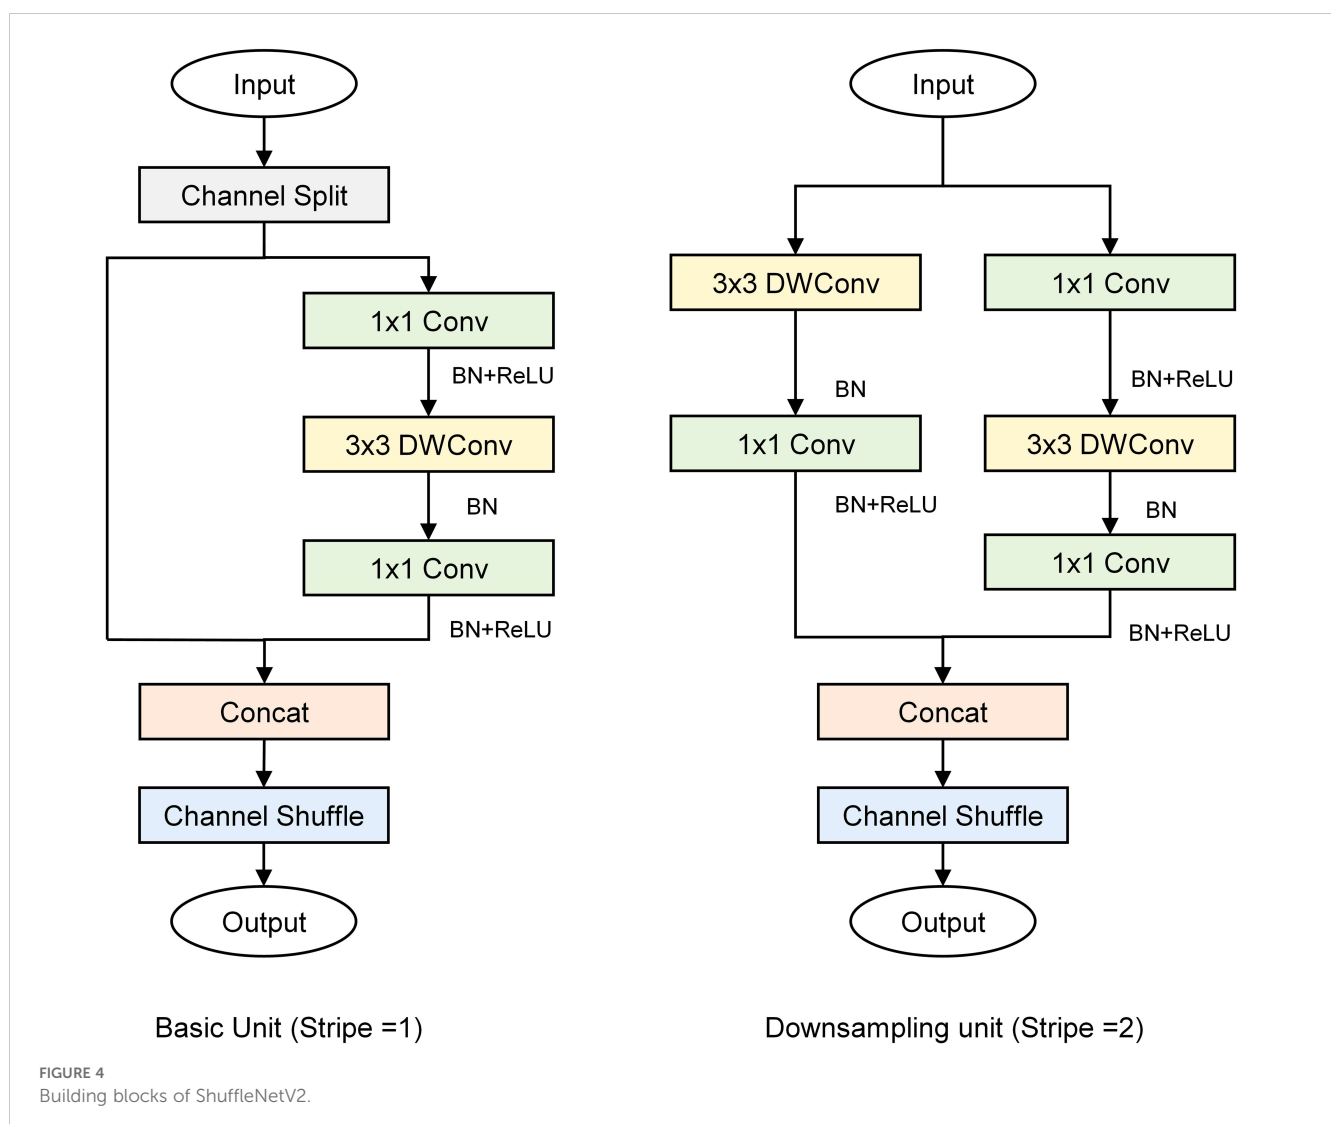 Input
Channel Split
1x1 Conv
BN+ReLU
3x3 DWConv
BN
1x1 Conv
BN+ReLU
Concat
Channel Shuffle
Output
Basic Unit (Stripe =1)
Input
3x3 DWConv
BN
1x1 Conv
BN+ReLU
1x1 Conv
BN+ReLU
3x3 DWConv
BN
1x1 Conv
BN+ReLU
Concat
Channel Shuffle
Output
Downsampling unit (Stripe =2)
FIGURE 4
Building blocks of ShuffleNetV2.